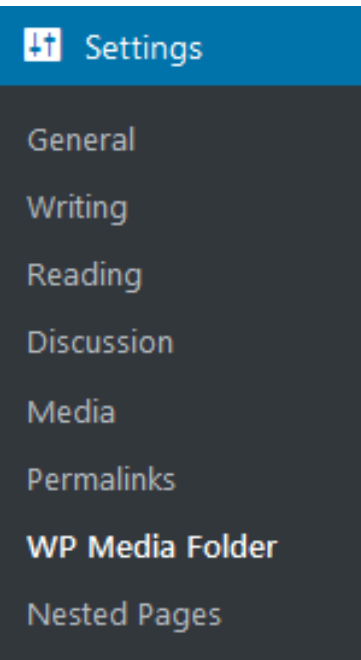 Settings
General
Writing
Reading
Discussion
Media
Permalinks
WP Media Folder
Nested Pages